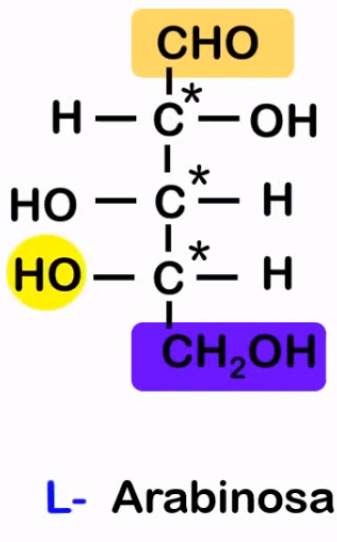 CHO
H — C* — OH
HO — C* — H
HO — C* — H
CH₂OH
L- Arabinosa